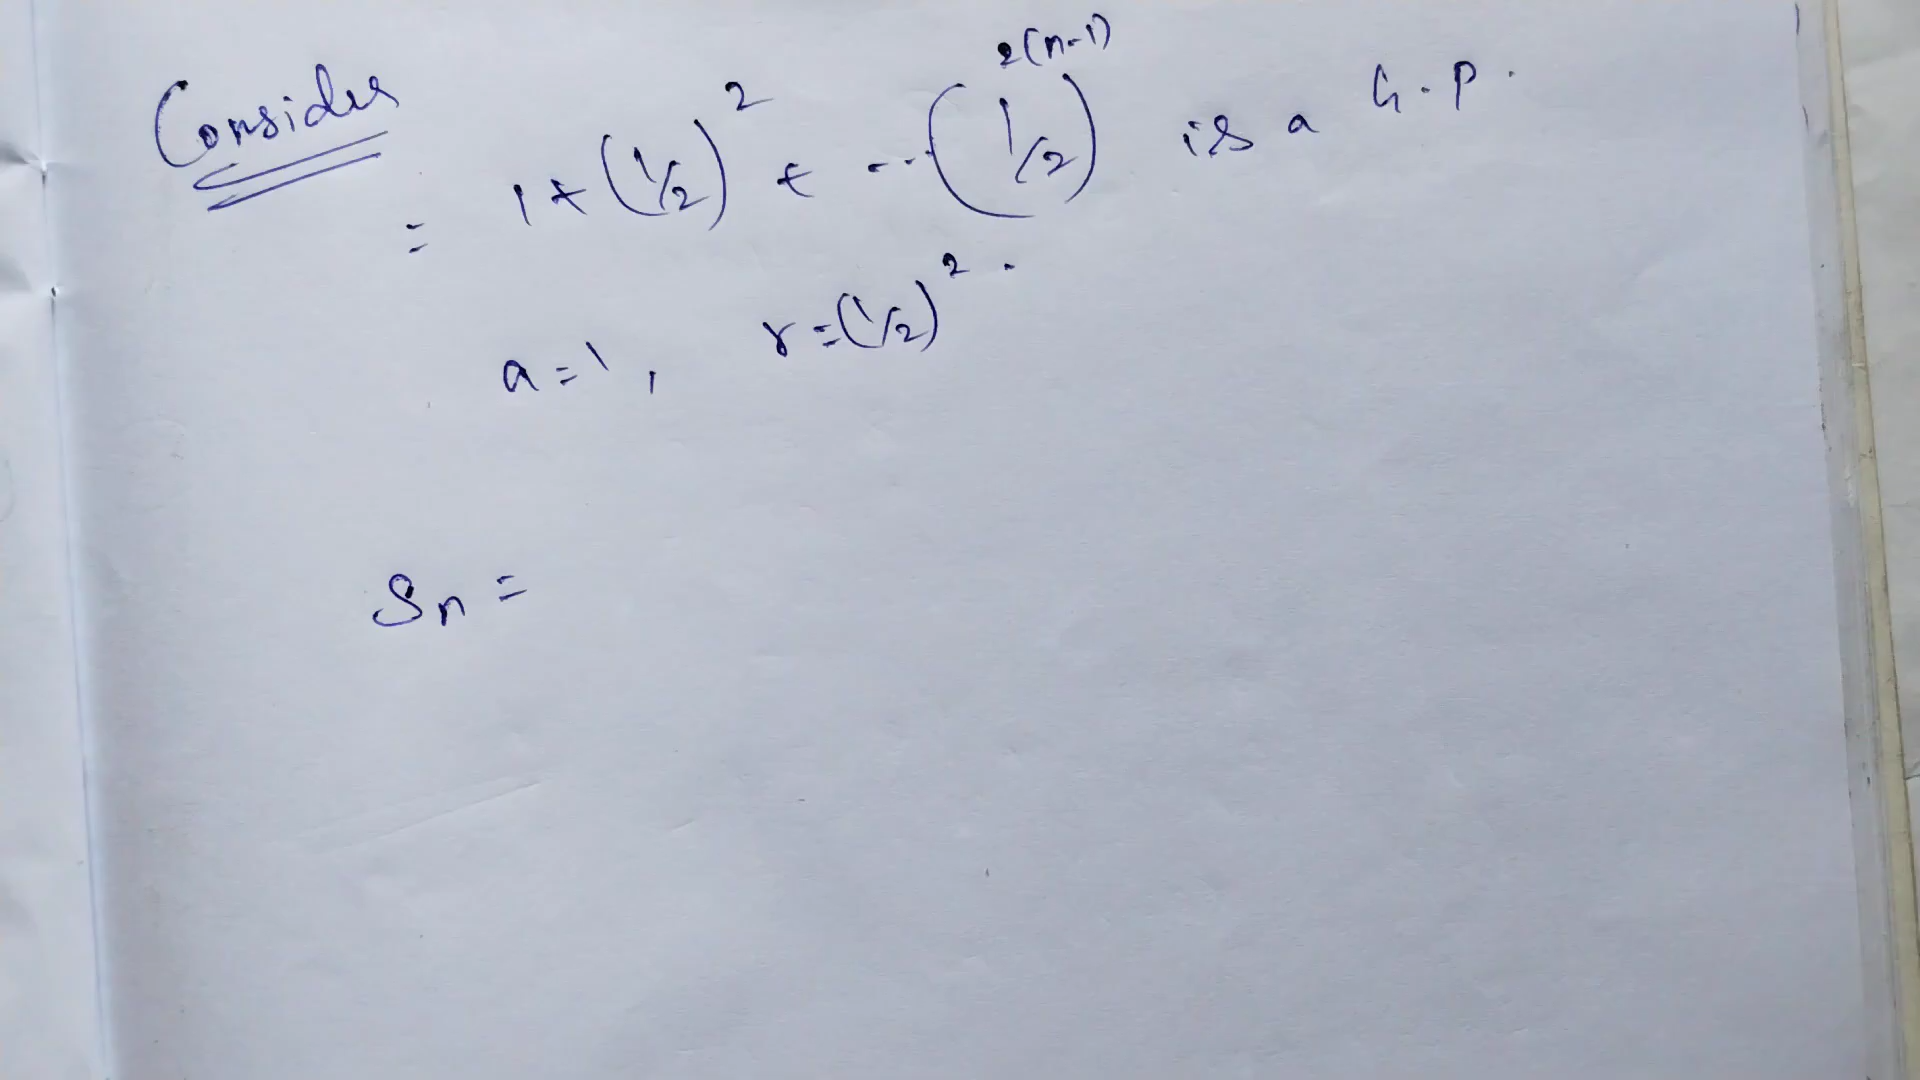 Consider
= 1 + (1/2)² + ...(1/2)²⁽ⁿ⁻¹⁾ is a G.P.
a = 1, r = (1/2)².
Sn =